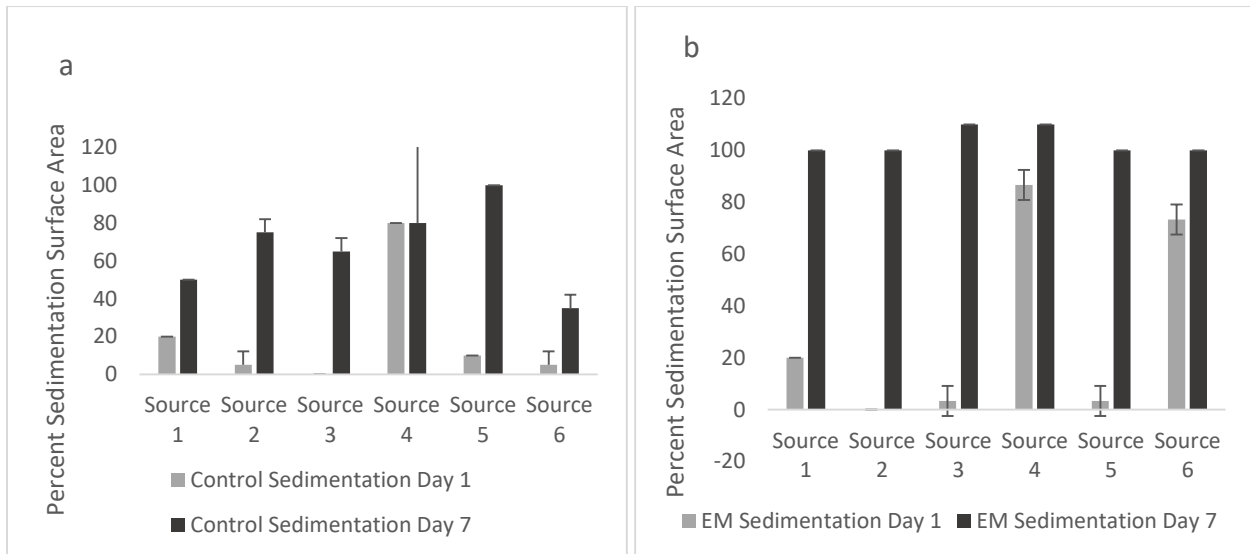 a
Percent Sedimentation Surface Area
120
100
80
60
40
20
0
Source Source Source Source Source Source
1 2 3 4 5 6
Control Sedimentation Day 1
Control Sedimentation Day 7
b
Percent Sedimentation Surface Area
120
100
80
60
40
20
0
-20
Source Source Source Source Source Source
1 2 3 4 5 6
EM Sedimentation Day 1 EM Sedimentation Day 7